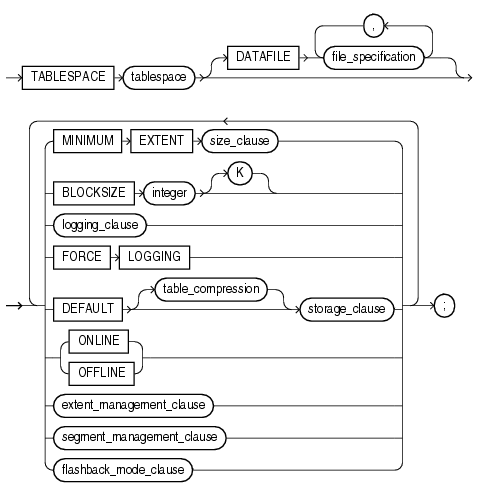 ,
DATAFILE file_specification
TABLESPACE tablespace
MINIMUM EXTENT size_clause
K
BLOCKSIZE integer
logging_clause
FORCE LOGGING
table_compression
DEFAULT storage_clause ;
ONLINE
OFFLINE
extent_management_clause
segment_management_clause
flashback_mode_clause